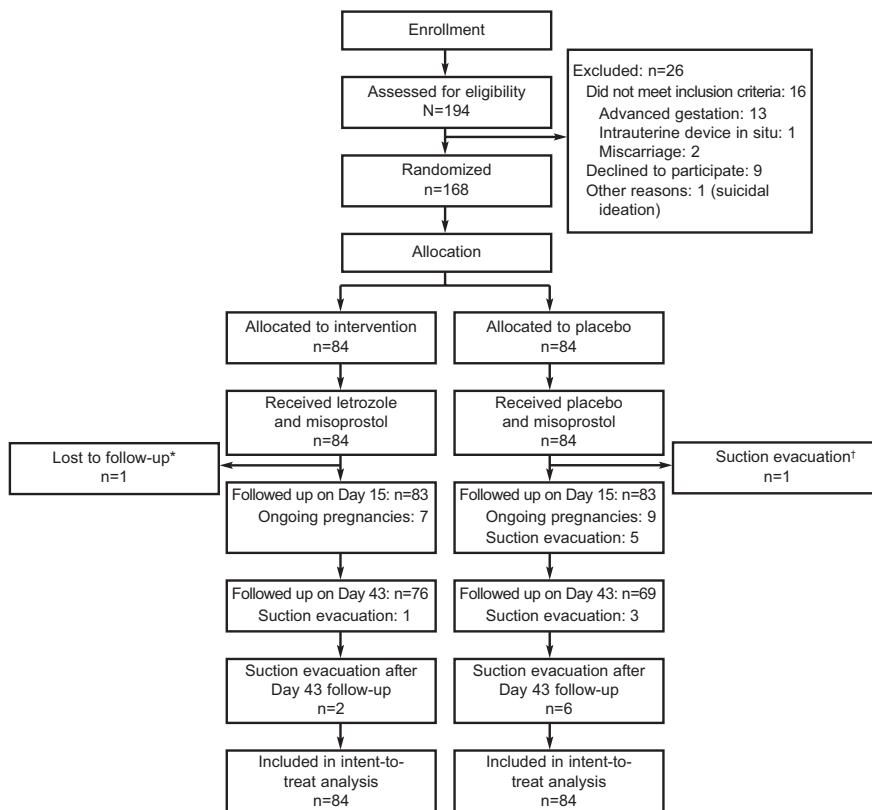 Enrollment
Assessed for eligibility
N=194
Excluded: n=26
Did not meet inclusion criteria: 16
Advanced gestation: 13
Intrauterine device in situ: 1
Miscarriage: 2
Declined to participate: 9
Other reasons: 1 (suicidal
ideation)
Randomized
n=168
Allocation
Allocated to intervention
n=84
Allocated to placebo
n=84
Received letrozole
and misoprostol
n=84
Received placebo
and misoprostol
n=84
Lost to follow-up*
n=1
Suction evacuation†
n=1
Followed up on Day 15: n=83
Ongoing pregnancies: 7
Followed up on Day 15: n=83
Ongoing pregnancies: 9
Suction evacuation: 5
Followed up on Day 43: n=76
Suction evacuation: 1
Followed up on Day 43: n=69
Suction evacuation: 3
Suction evacuation after
Day 43 follow-up
n=2
Suction evacuation after
Day 43 follow-up
n=6
Included in intent-to-
treat analysis
n=84
Included in intent-to-
treat analysis
n=84